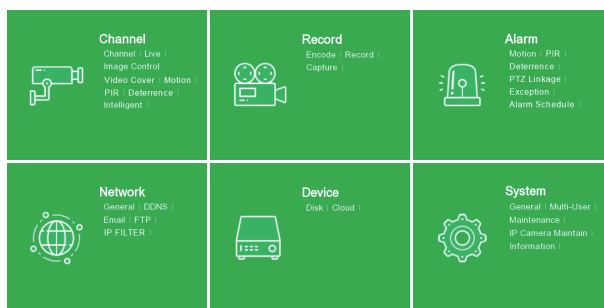 Channel
Channel | Live |
Image Control
Video Cover | Motion |
PIR | Deterrence |
Intelligent |
Record
Encode | Record |
Capture |
Alarm
Motion | PIR |
Deterrence |
PTZ Linkage |
Exception |
Alarm Schedule |
Network
General | DDNS |
Email | FTP |
IP FILTER |
Device
Disk | Cloud |
System
General | Multi-User |
Maintenance |
IP Camera Maintain |
Information |